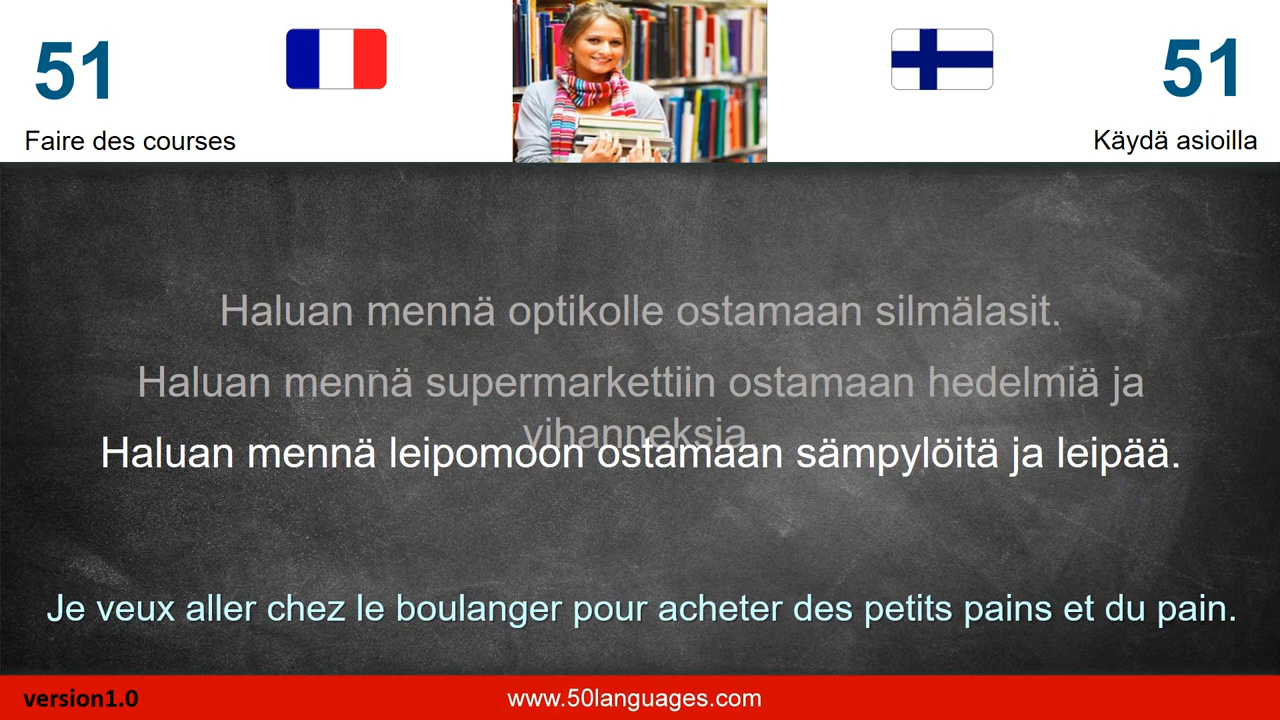 51
51
Faire des courses
Käydä asioilla
Haluan mennä optikolle ostamaan silmälasit.
Haluan mennä supermarkettiin ostamaan hedelmiä ja
vihanneksia
Haluan mennä leipomoon ostamaan sämpylöitä ja leipää.
Je veux aller chez le boulanger pour acheter des petits pains et du pain.
version1.0
www.50languages.com